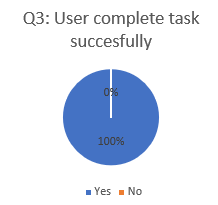 Q3: User complete task
succesfully
0%
100%
Yes No